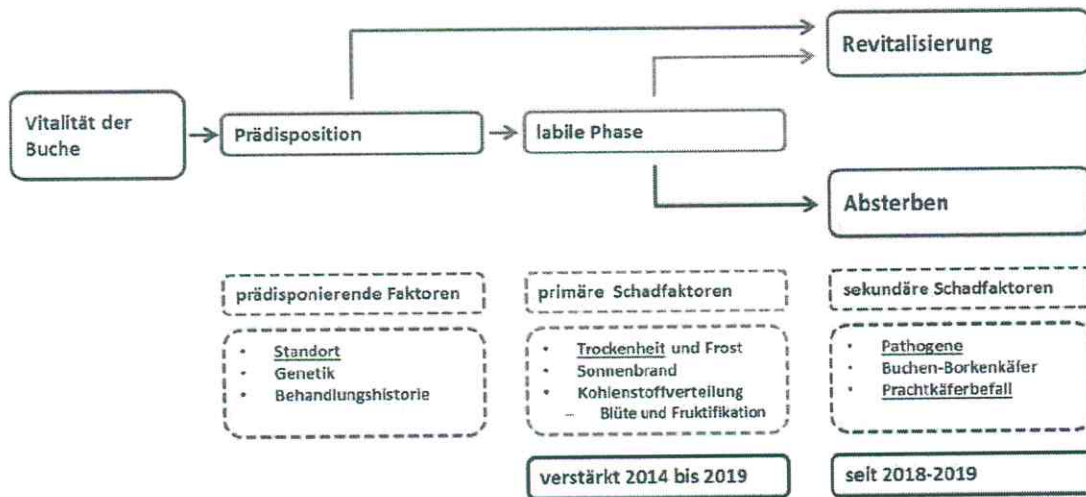 Revitalisierung
Vitalität der
Buche
Prädisposition
labile Phase
Absterben
prädisponierende Faktoren
• Standort
• Genetik
• Behandlungshistorie
primäre Schadfaktoren
• Trockenheit und Frost
• Sonnenbrand
• Kohlenstoffverteilung
– Blüte und Fruktifikation
verstärkt 2014 bis 2019
sekundäre Schadfaktoren
• Pathogene
• Buchen-Borkenkäfer
• Prachtkäferbefall
seit 2018-2019